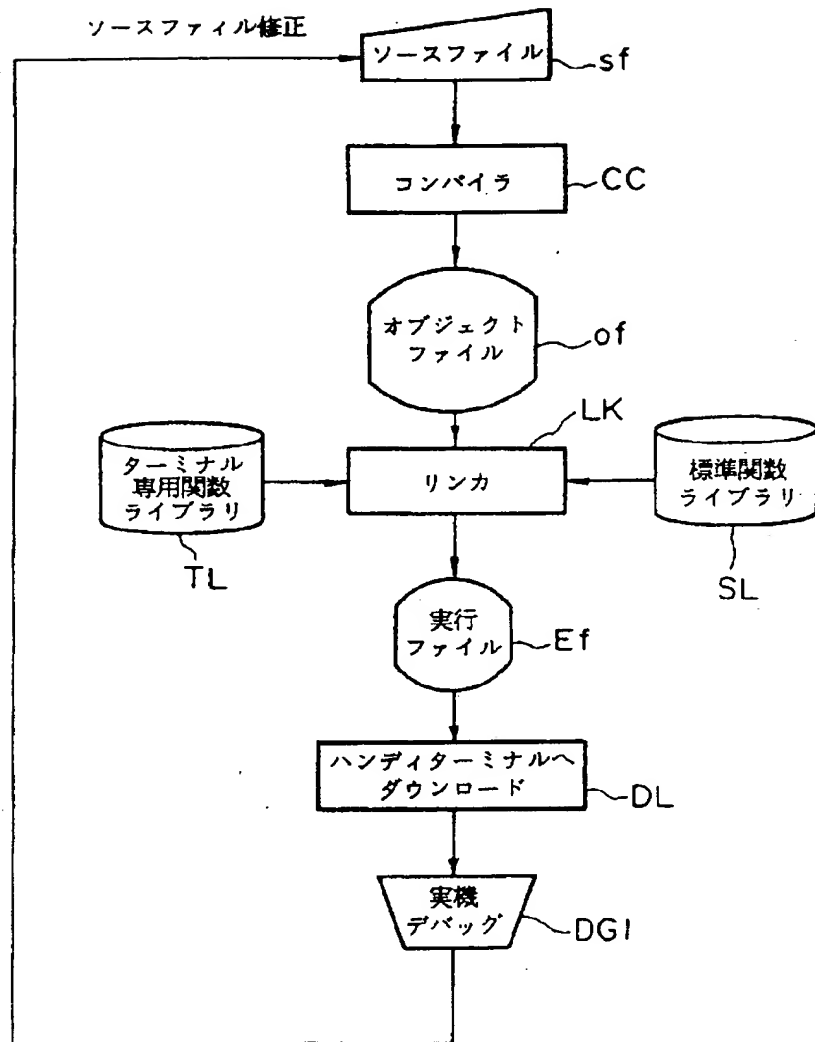 ソースファイル修正
ソースファイル
sf
コンパイラ
CC
オブジェクト
ファイル
of
LK
ターミナル
専用関数
ライブラリ
TL
リンカ
標準関数
ライブラリ
SL
実行
ファイル
Ef
ハンディターミナルへ
ダウンロード
DL
実機
デバッグ
DG1